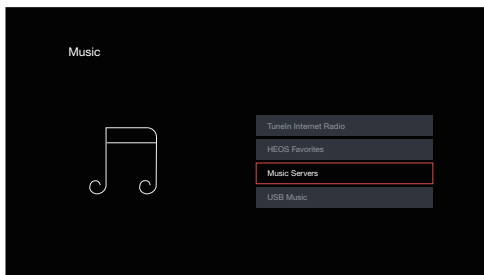 Music
TuneIn Internet Radio
HEOS Favorites
Music Servers
USB Music